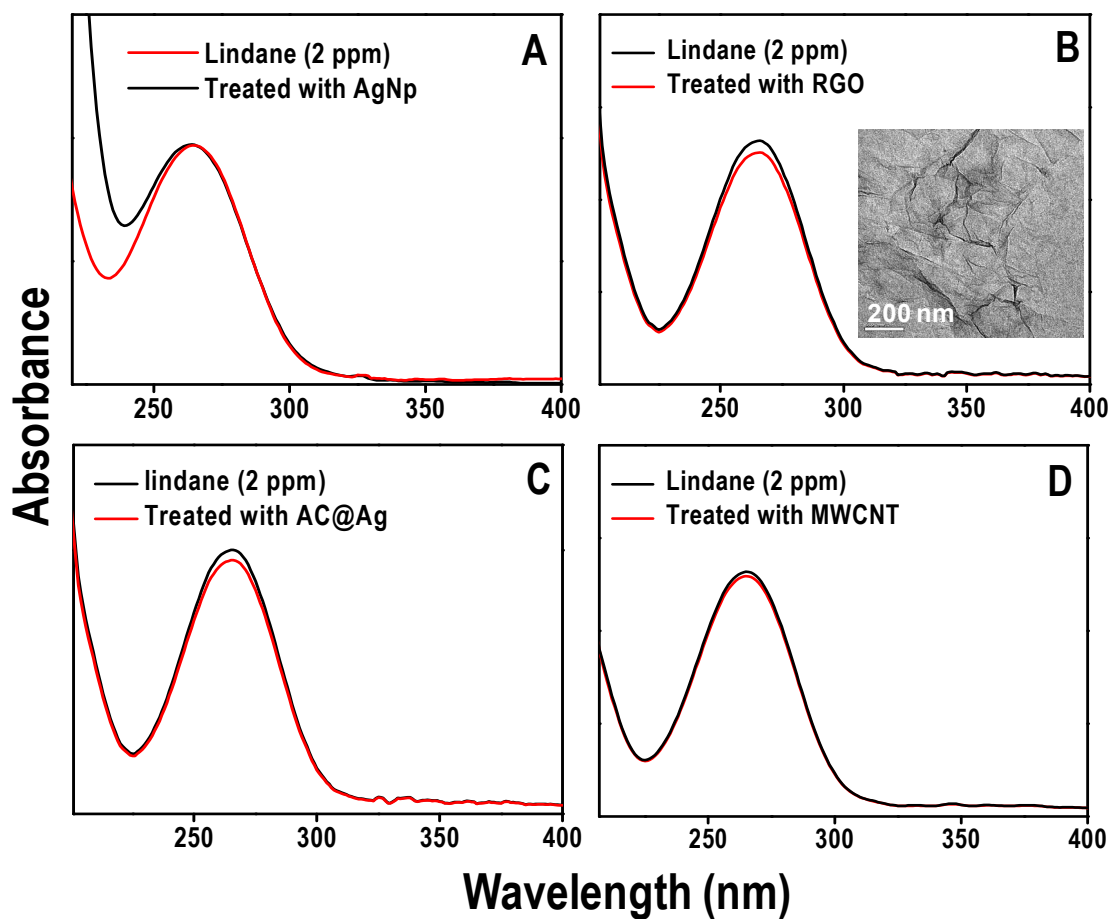 Absorbance
Lindane (2 ppm)
Treated with AgNp
A
250
300
350
400
Lindane (2 ppm)
Treated with RGO
B
200 nm
250
300
350
400
lindane (2 ppm)
Treated with AC@Ag
C
250
300
350
400
Lindane (2 ppm)
Treated with MWCNT
D
250
300
350
400
Wavelength (nm)